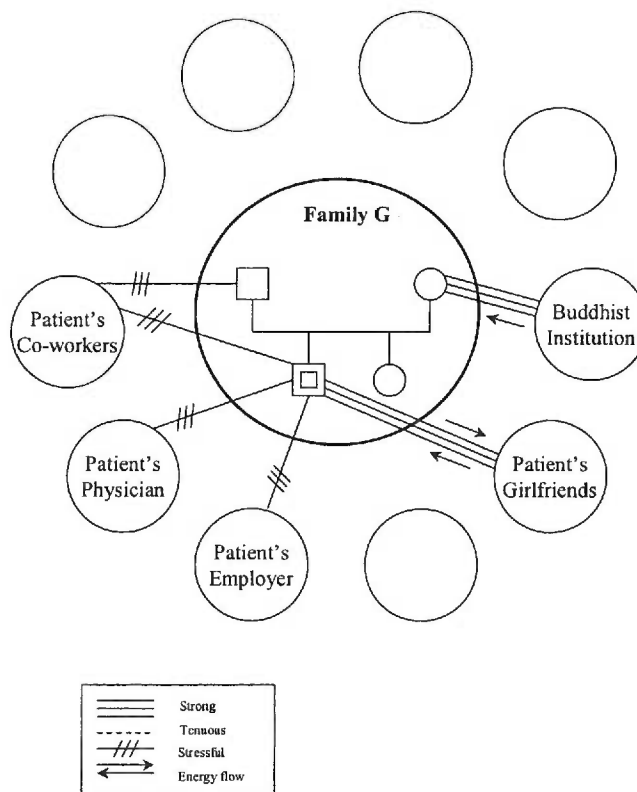 Family G
Patient's
Co-workers
Buddhist
Institution
Patient's
Physician
Patient's
Girlfriends
Patient's
Employer
Strong
Tenuous
Stressful
Energy flow